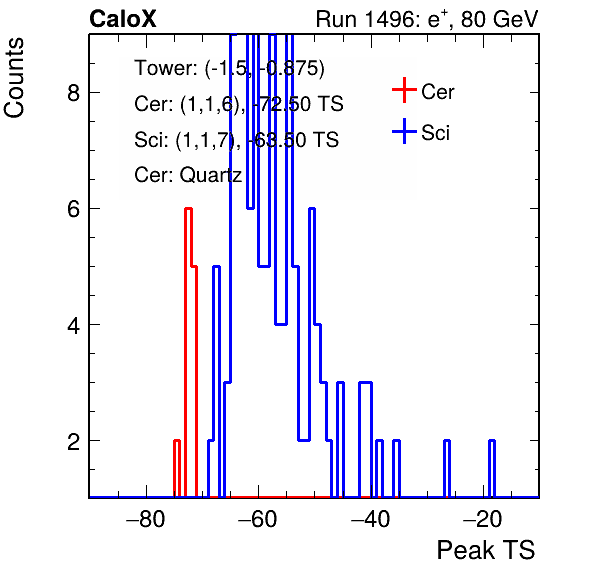 CaloX Run 1496: e⁺, 80 GeV
Counts
Tower: (-1.5, -0.875)
Cer: (1,1,6), -72.50 TS
Sci: (1,1,7), -63.50 TS
Cer: Quartz
Cer
Sci
8
6
4
2
−80 −60 −40 −20
Peak TS